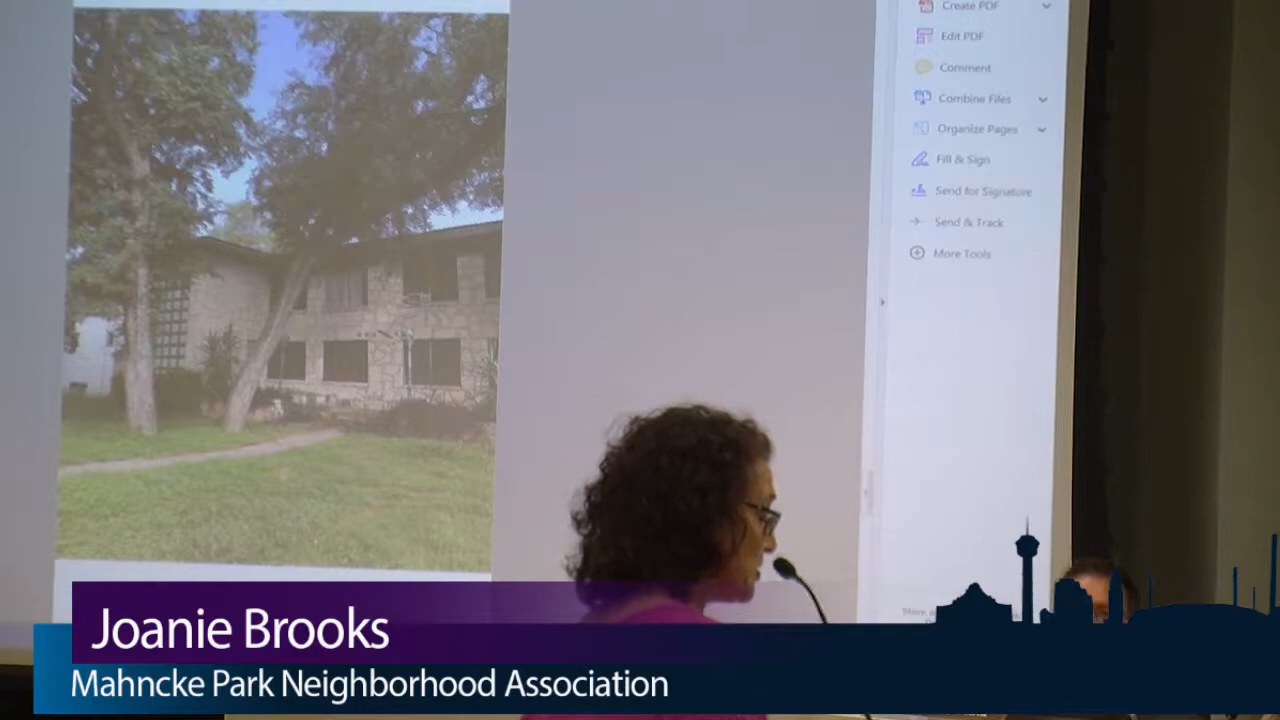 Create PDF
Edit PDF
Comment
Combine Files
Organize Pages
Fill & Sign
Send for Signature
Send & Track
More Tools
Joanie Brooks
Mahncke Park Neighborhood Association